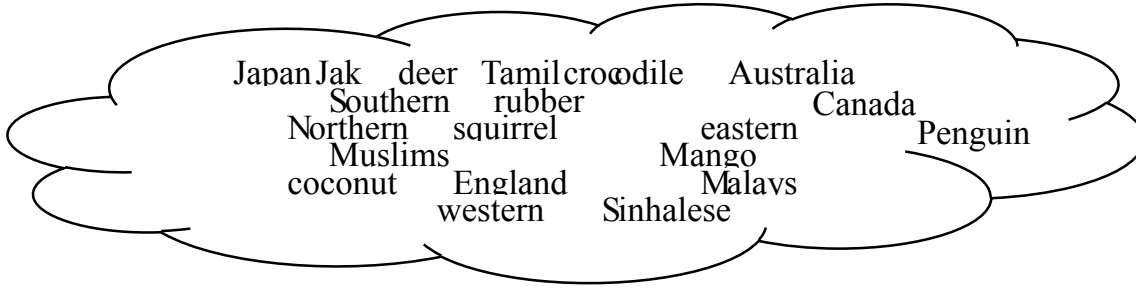 Japan Jak deer Tamil crocodile Australia
Southern rubber Canada
Northern squirrel eastern Penguin
Muslims Mango
coconut England Malays
western Sinhalese